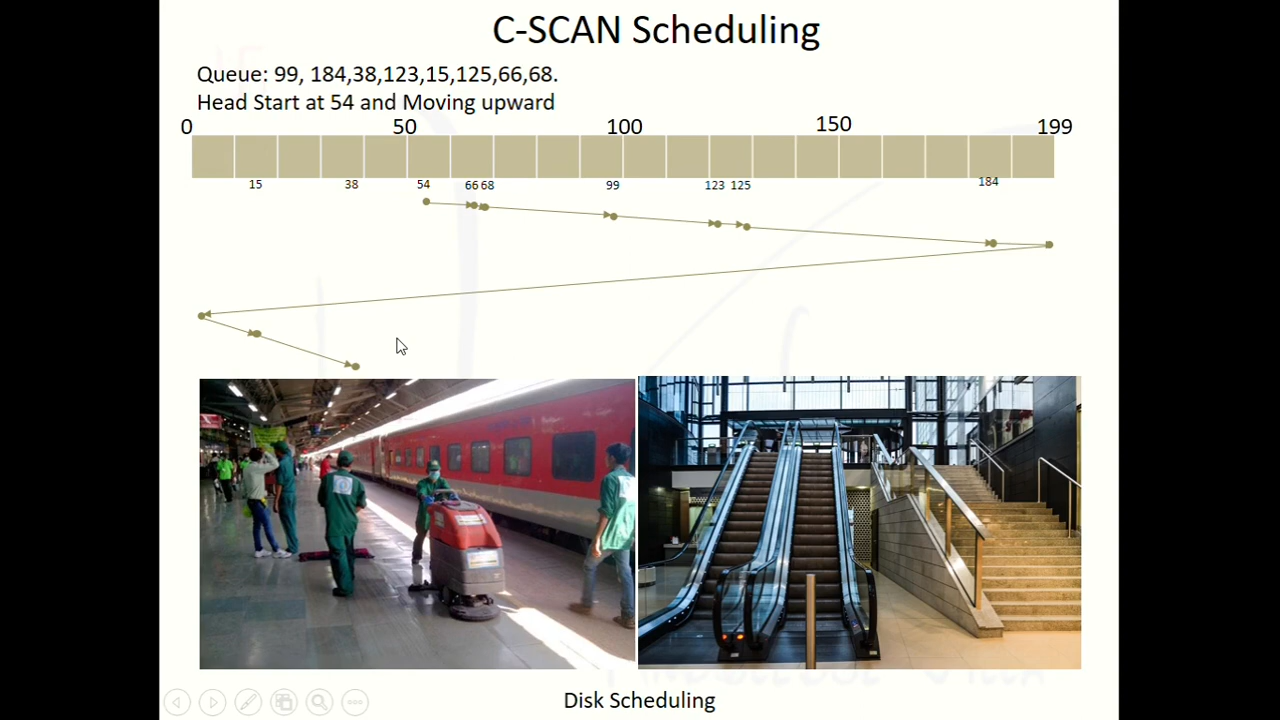 C-SCAN Scheduling
Queue: 99, 184,38,123,15,125,66,68.
Head Start at 54 and Moving upward
0 50 100 150 199
15 38 54 66 68 99 123 125 184
Disk Scheduling